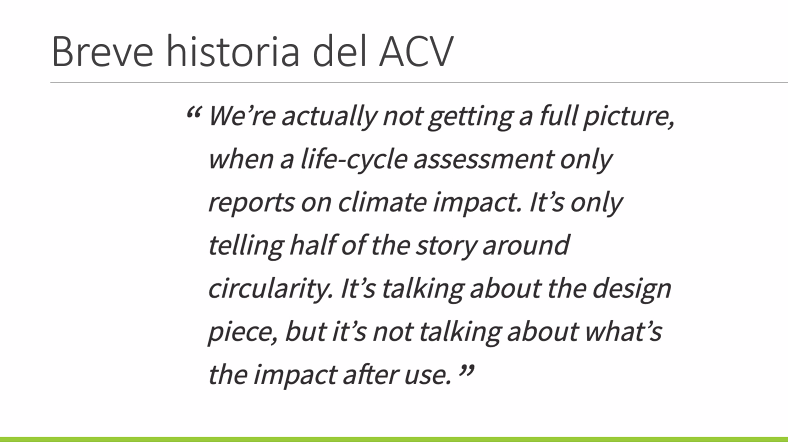 Breve historia del ACV
“ We’re actually not getting a full picture,
when a life-cycle assessment only
reports on climate impact. It’s only
telling half of the story around
circularity. It’s talking about the design
piece, but it’s not talking about what’s
the impact after use. ”